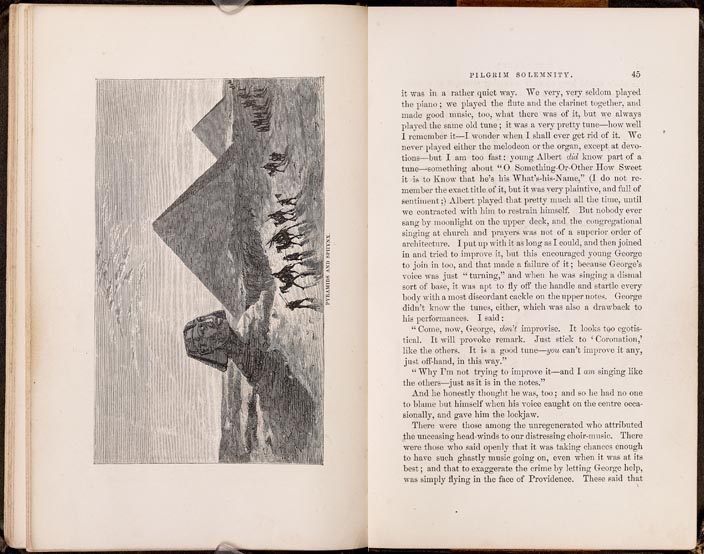 PYRAMIDS AND SPHYNX.
PILGRIM SOLEMNITY. 45
it was in a rather quiet way. We very, very seldom played
the piano; we played the flute and the clarinet together, and
made good music, too, what there was of it, but we always
played the same old tune; it was a very pretty tune—how well
I remember it—I wonder when I shall ever get rid of it. We
never played either the melodeon or the organ, except at devo-
tions—but I am too fast: young Albert did know part of a
tune—something about "O Something-Or-Other How Sweet
it is to Know that he's his What's-his-Name," (I do not re-
member the exact title of it, but it was very plaintive, and full of
sentiment;) Albert played that pretty much all the time, until
we contracted with him to restrain himself. But nobody ever
sang by moonlight on the upper deck, and the congregational
singing at church and prayers was not of a superior order of
architecture. I put up with it as long as I could, and then joined
in and tried to improve it, but this encouraged young George
to join in too, and that made a failure of it; because George's
voice was just "turning," and when he was singing a dismal
sort of base, it was apt to fly off the handle and startle every
body with a most discordant cackle on the upper notes. George
didn't know the tunes, either, which was also a drawback to
his performances. I said:
"Come, now, George, don't improvise. It looks too egotis-
tical. It will provoke remark. Just stick to 'Coronation,'
like the others. It is a good tune—you can't improve it any,
just off-hand, in this way."
"Why I'm not trying to improve it—and I am singing like
the others—just as it is in the notes."
And he honestly thought he was, too; and so he had no one
to blame but himself when his voice caught on the centre occa-
sionally, and gave him the lockjaw.
There were those among the unregenerated who attributed
the unceasing head-winds to our distressing choir-music. There
were those who said openly that it was taking chances enough
to have such ghastly music going on, even when it was at its
best; and that to exaggerate the crime by letting George help,
was simply flying in the face of Providence. These said that